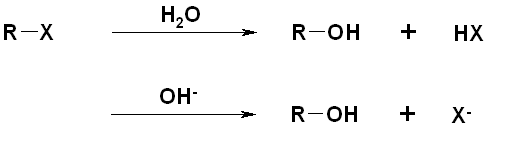 H₂O
R—X R—OH + HX
OH⁻
R—OH + X⁻